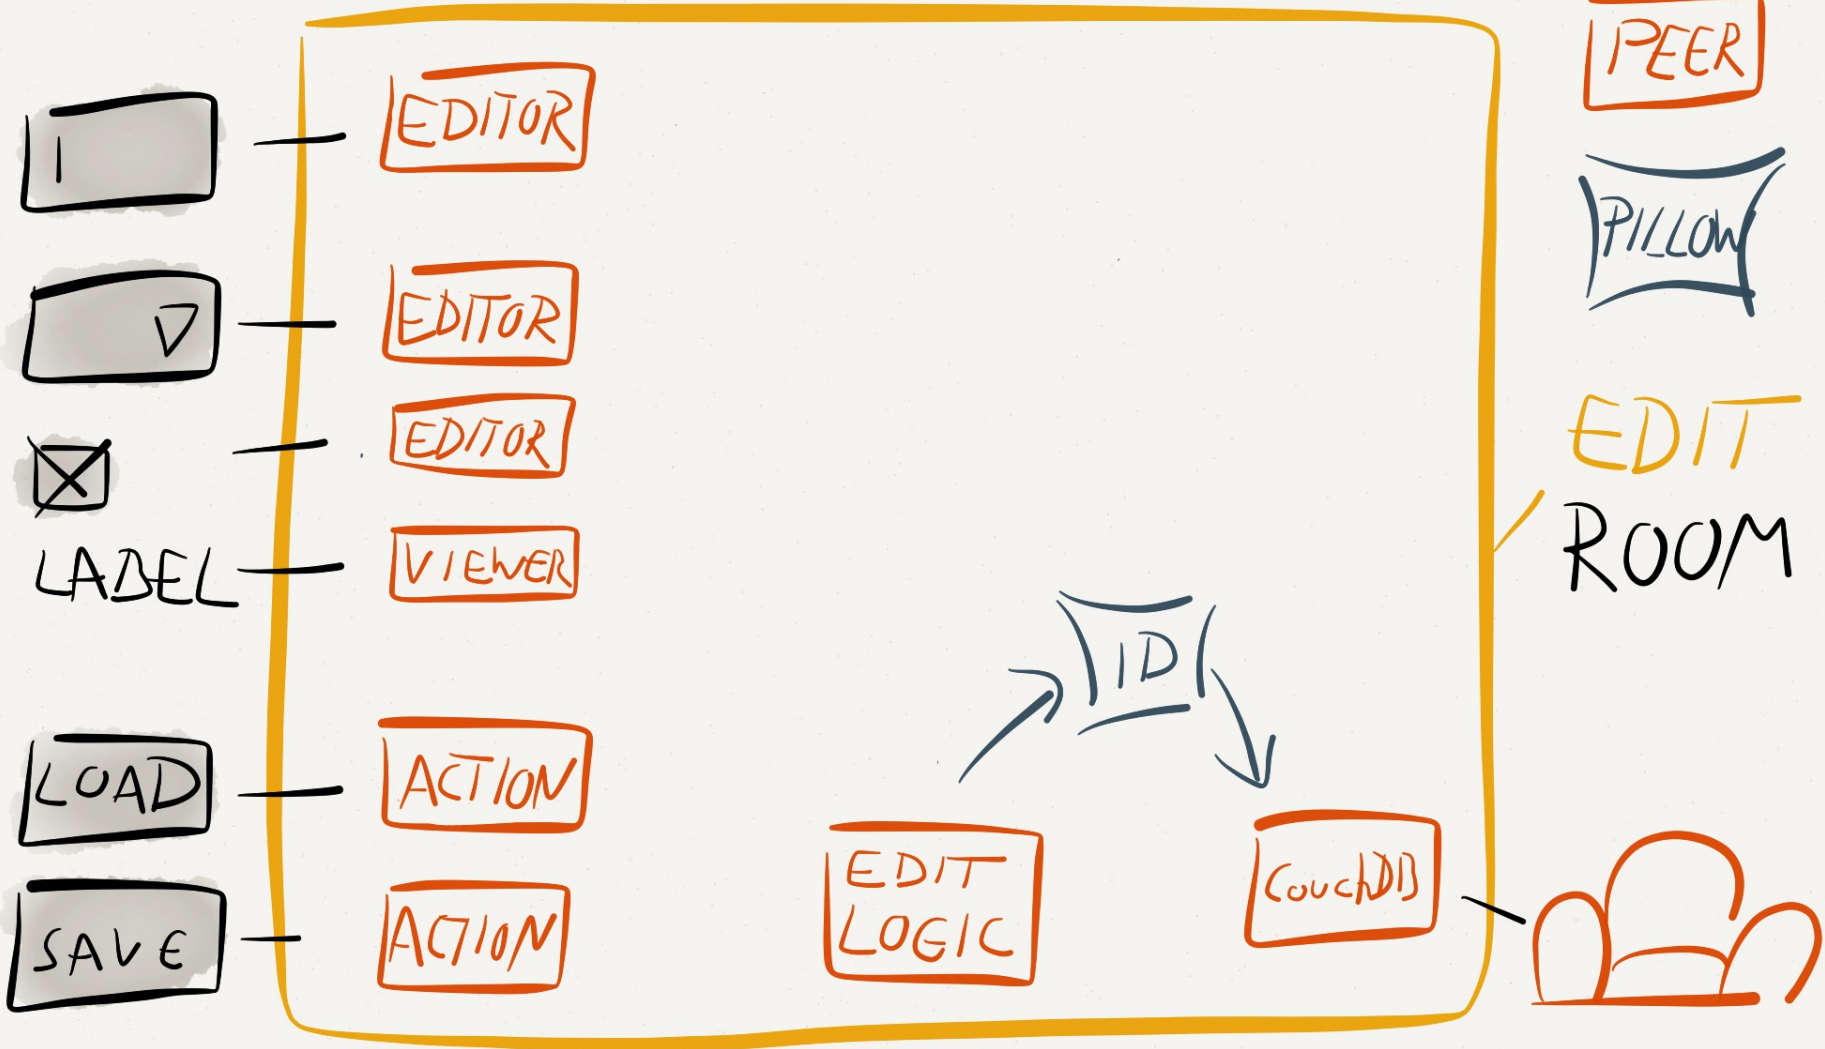 EDITOR
EDITOR
EDITOR
LABEL
VIEWER
LOAD
ACTION
SAVE
ACTION
ID
EDIT
LOGIC
CouchDB
PEER
PILLOW
EDIT
ROOM